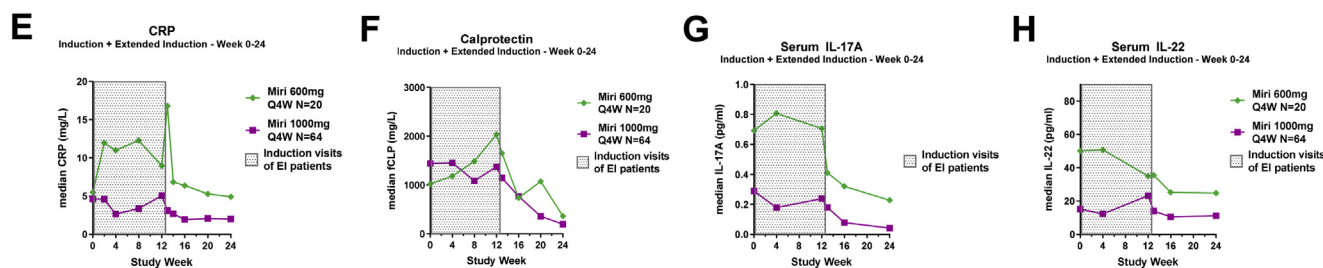 E
CRP
Induction + Extended Induction - Week 0-24
20
15
10
5
0
median CRP (mg/L)
0 4 8 12 16 20 24
Study Week
Miri 600mg
Q4W N=20
Miri 1000mg
Q4W N=64
Induction visits
of EI patients
F
Calprotectin
Induction + Extended Induction - Week 0-24
3000
2000
1000
0
median fCLP (mg/L)
0 4 8 12 16 20 24
Study Week
Miri 600mg
Q4W N=20
Miri 1000mg
Q4W N=64
Induction visits
of EI patients
G
Serum IL-17A
Induction + Extended Induction - Week 0-24
1.0
0.8
0.6
0.4
0.2
0.0
median IL-17A (pg/ml)
0 4 8 12 16 20 24
Study Week
Miri 600mg
Q4W N=20
Miri 1000mg
Q4W N=64
Induction visits
of EI patients
H
Serum IL-22
Induction + Extended Induction - Week 0-24
80
60
40
20
0
median IL-22 (pg/ml)
0 4 8 12 16 20 24
Study Week
Miri 600mg
Q4W N=20
Miri 1000mg
Q4W N=64
Induction visits
of EI patients